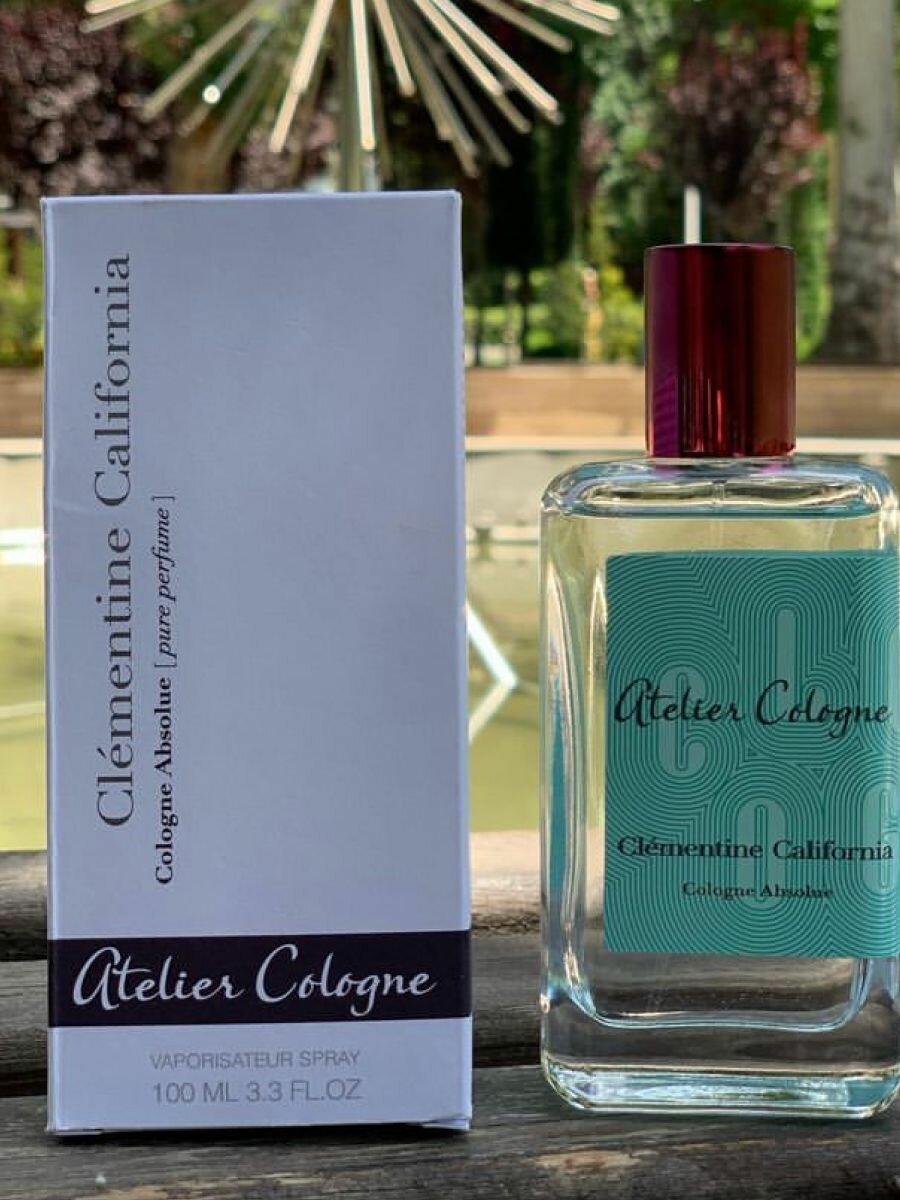 Clémentine California
Cologne Absolue [pure perfume]
Atelier Cologne
VAPORISATEUR SPRAY
100 ML 3.3 FL.OZ
Atelier Cologne
Clémentine California
Cologne Absolue